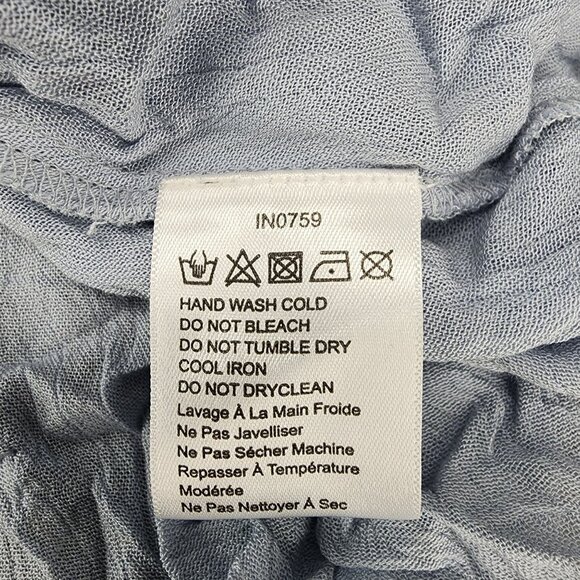 IN0759
HAND WASH COLD
DO NOT BLEACH
DO NOT TUMBLE DRY
COOL IRON
DO NOT DRYCLEAN
Lavage À La Main Froide
Ne Pas Javelliser
Ne Pas Sécher Machine
Repasser À Température
Modérée
Ne Pas Nettoyer À Sec